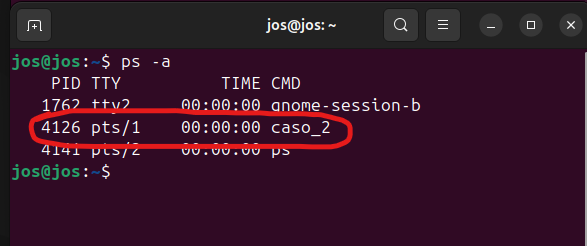 jos@jos: ~
jos@jos:~$ ps -a
PID TTY TIME CMD
1762 tty2 00:00:00 gnome-session-b
4126 pts/1 00:00:00 caso_2
4141 pts/2 00:00:00 ps
jos@jos:~$